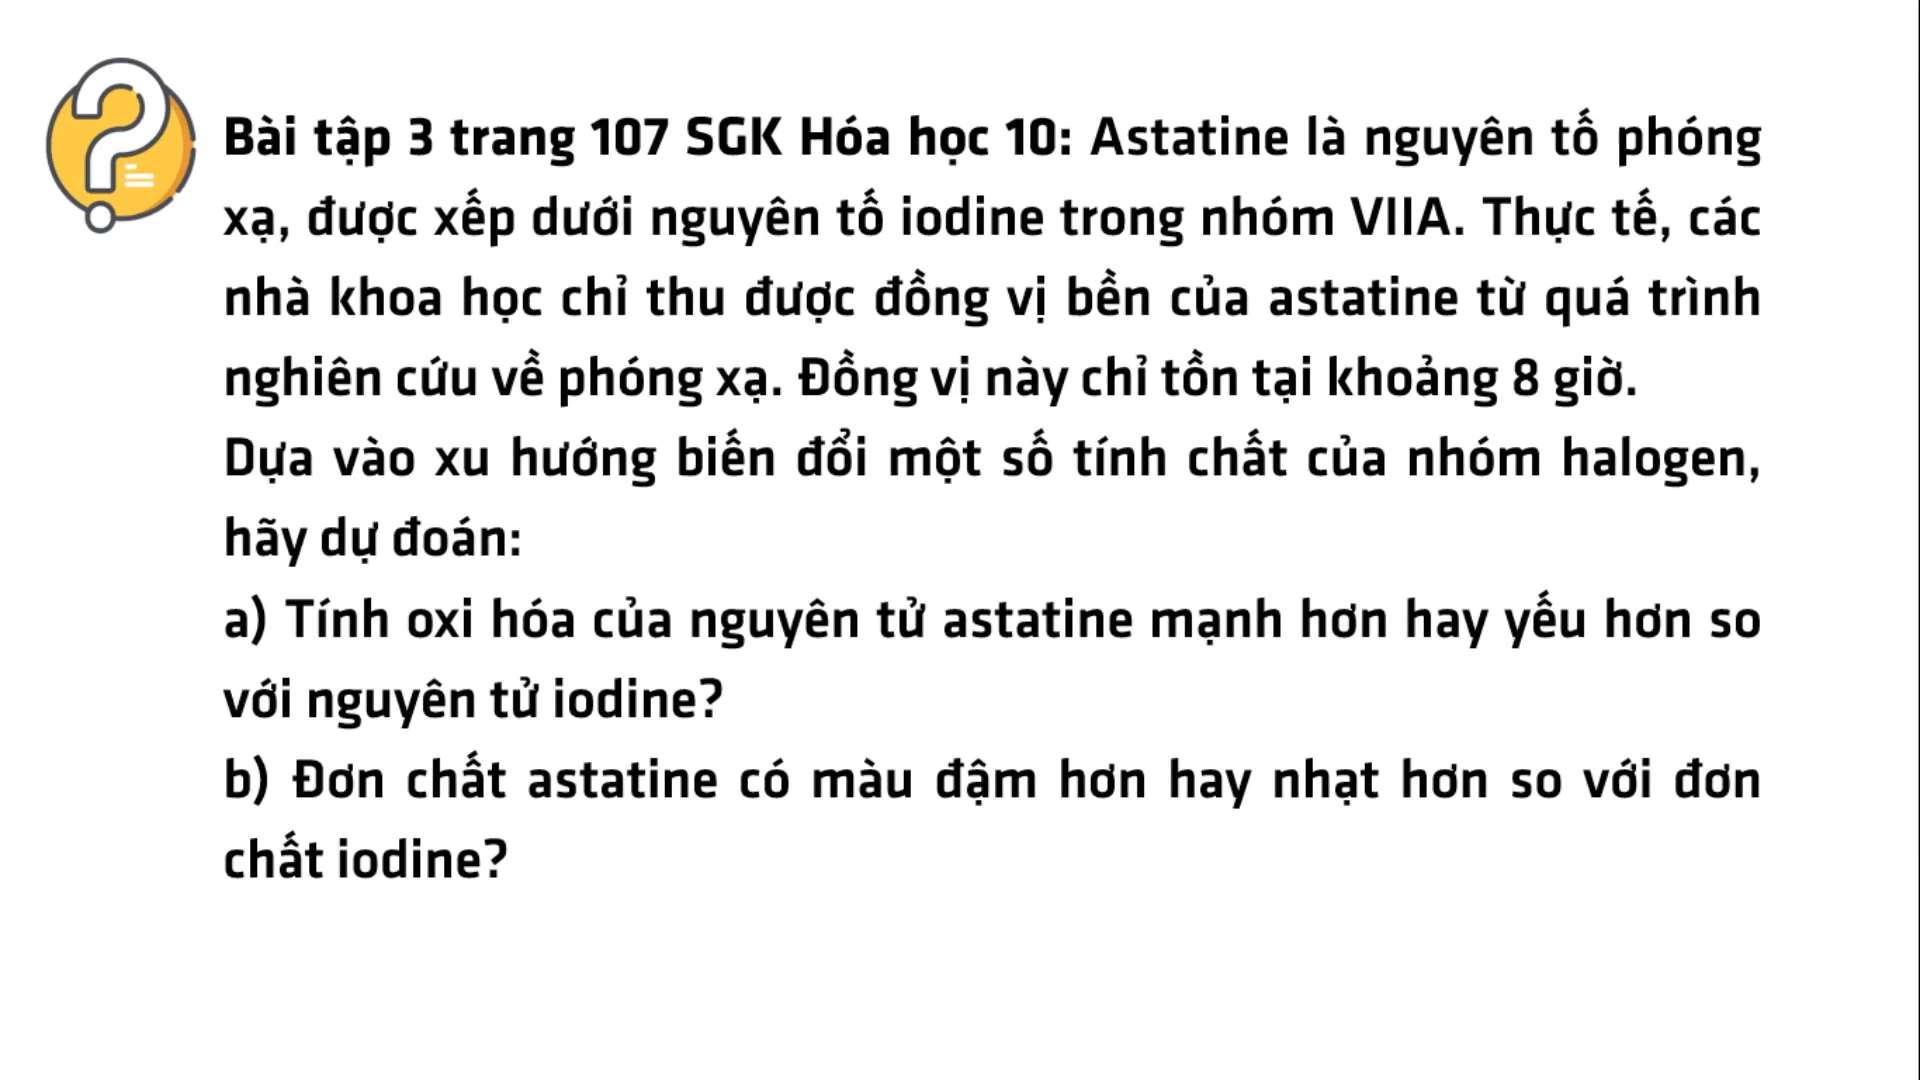 Bài tập 3 trang 107 SGK Hóa học 10: Astatine là nguyên tố phóng
xạ, được xếp dưới nguyên tố iodine trong nhóm VIIA. Thực tế, các
nhà khoa học chỉ thu được đồng vị bền của astatine từ quá trình
nghiên cứu về phóng xạ. Đồng vị này chỉ tồn tại khoảng 8 giờ.
Dựa vào xu hướng biến đổi một số tính chất của nhóm halogen,
hãy dự đoán:
a) Tính oxi hóa của nguyên tử astatine mạnh hơn hay yếu hơn so
với nguyên tử iodine?
b) Đơn chất astatine có màu đậm hơn hay nhạt hơn so với đơn
chất iodine?